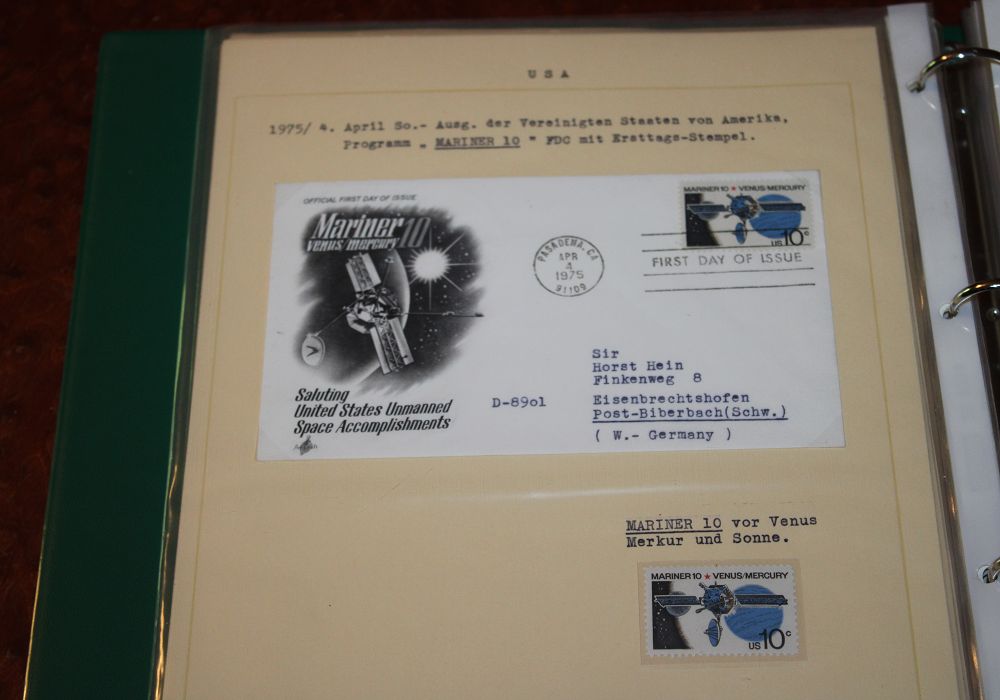 USA
1975/ 4. April So.- Ausg. der Vereinigten Staaten von Amerika,
Programm „ MARINER 10 " FDC mit Ersttags-Stempel.
OFFICIAL FIRST DAY OF ISSUE
Mariner 10
VENUS MERCURY
MARINER 10 ★ VENUS/MERCURY
US 10c
PASADENA, CA
APR
4
1975
91109
FIRST DAY OF ISSUE
Saluting
United States Unmanned
Space Accomplishments
Sir
Horst Hein
Finkenweg 8
D-89o1 Eisenbrechtshofen
Post-Biberbach(Schw.)
( W.- Germany )
MARINER 10 vor Venus
Merkur und Sonne.
MARINER 10 ★ VENUS/MERCURY
US 10c